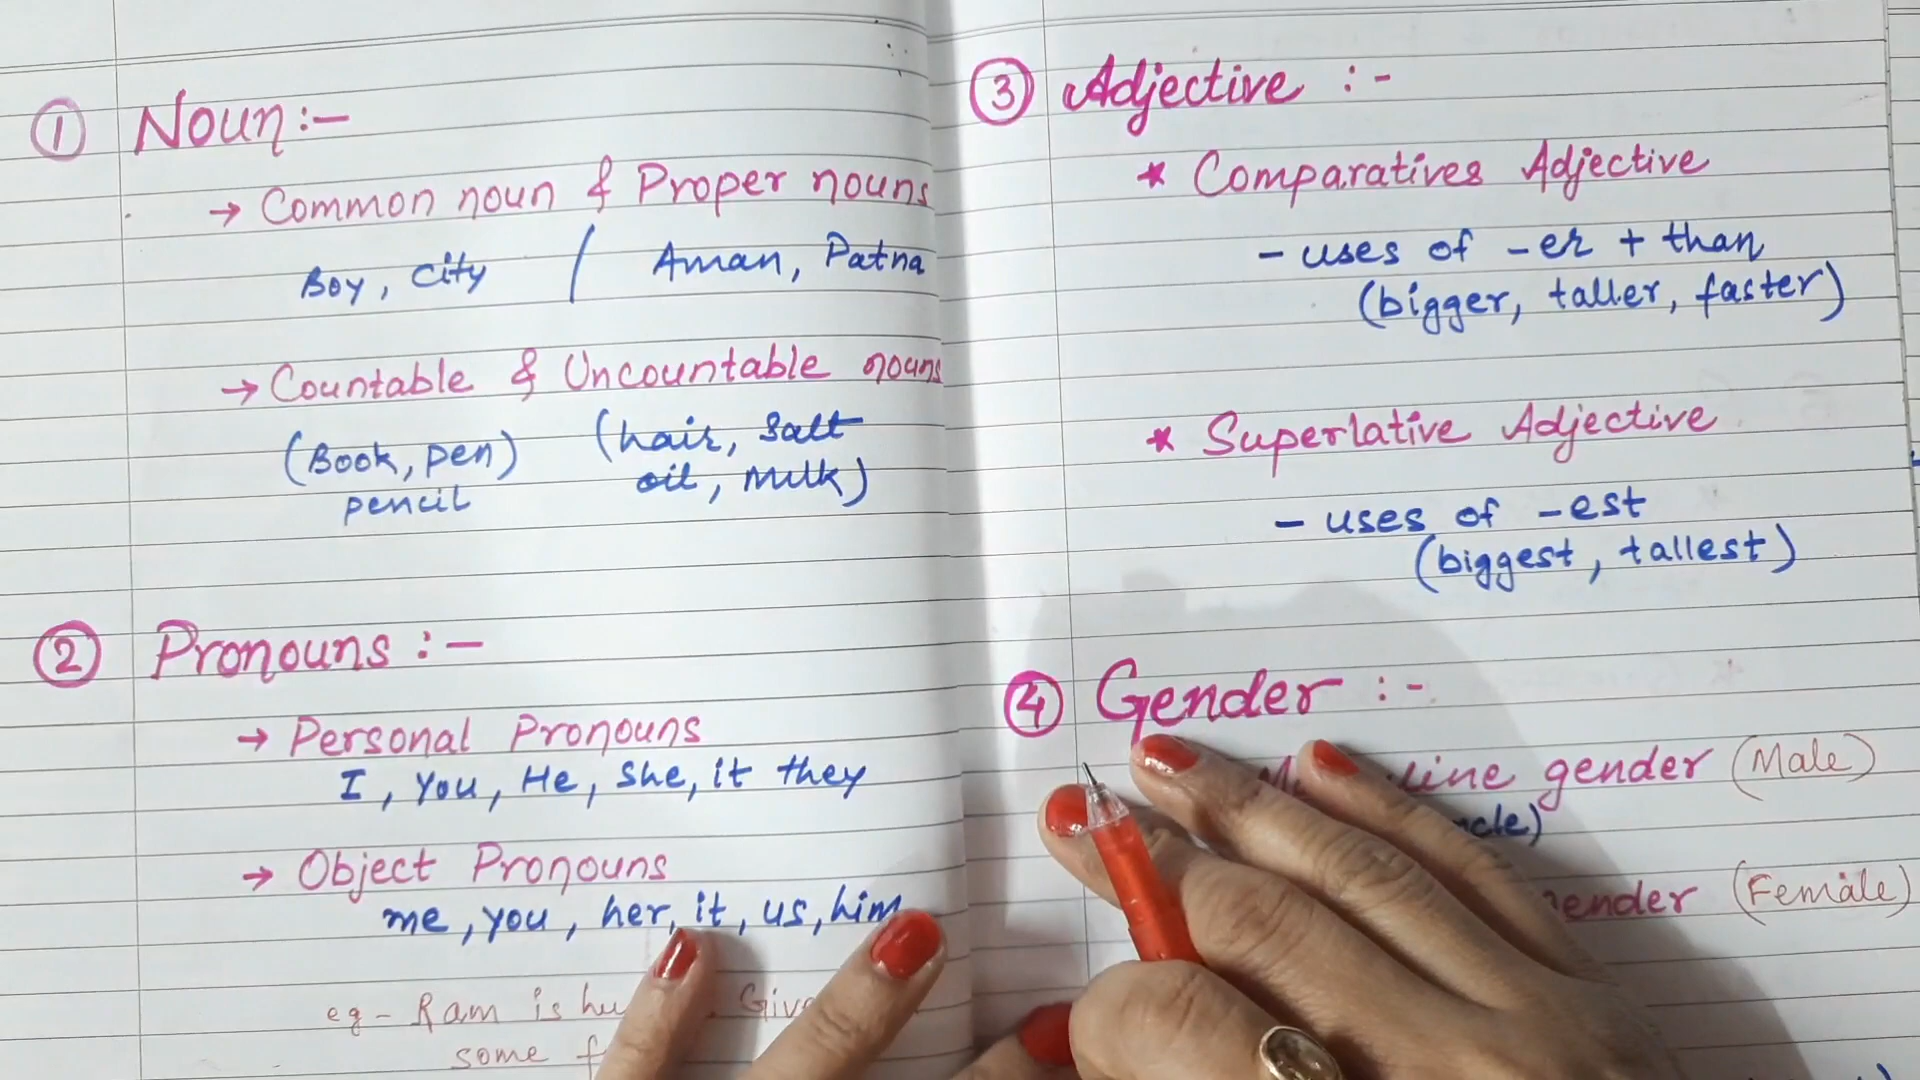 ① Noun:-
→ Common noun & Proper nouns
Boy, city / Aman, Patna
→ Countable & Uncountable nouns
(Book, pen) (hair, salt
pencil oil, Milk)
② Pronouns :-
→ Personal Pronouns
I, you, He, she, it they
→ Object Pronouns
me, you, her, it, us, him
eg - Ram is
some
③ Adjective :-
* Comparatives Adjective
- uses of -er + than
(bigger, taller, faster)
* Superlative Adjective
- uses of -est
(biggest, tallest)
④ Gender :-
gender (Male)
gender (Female)